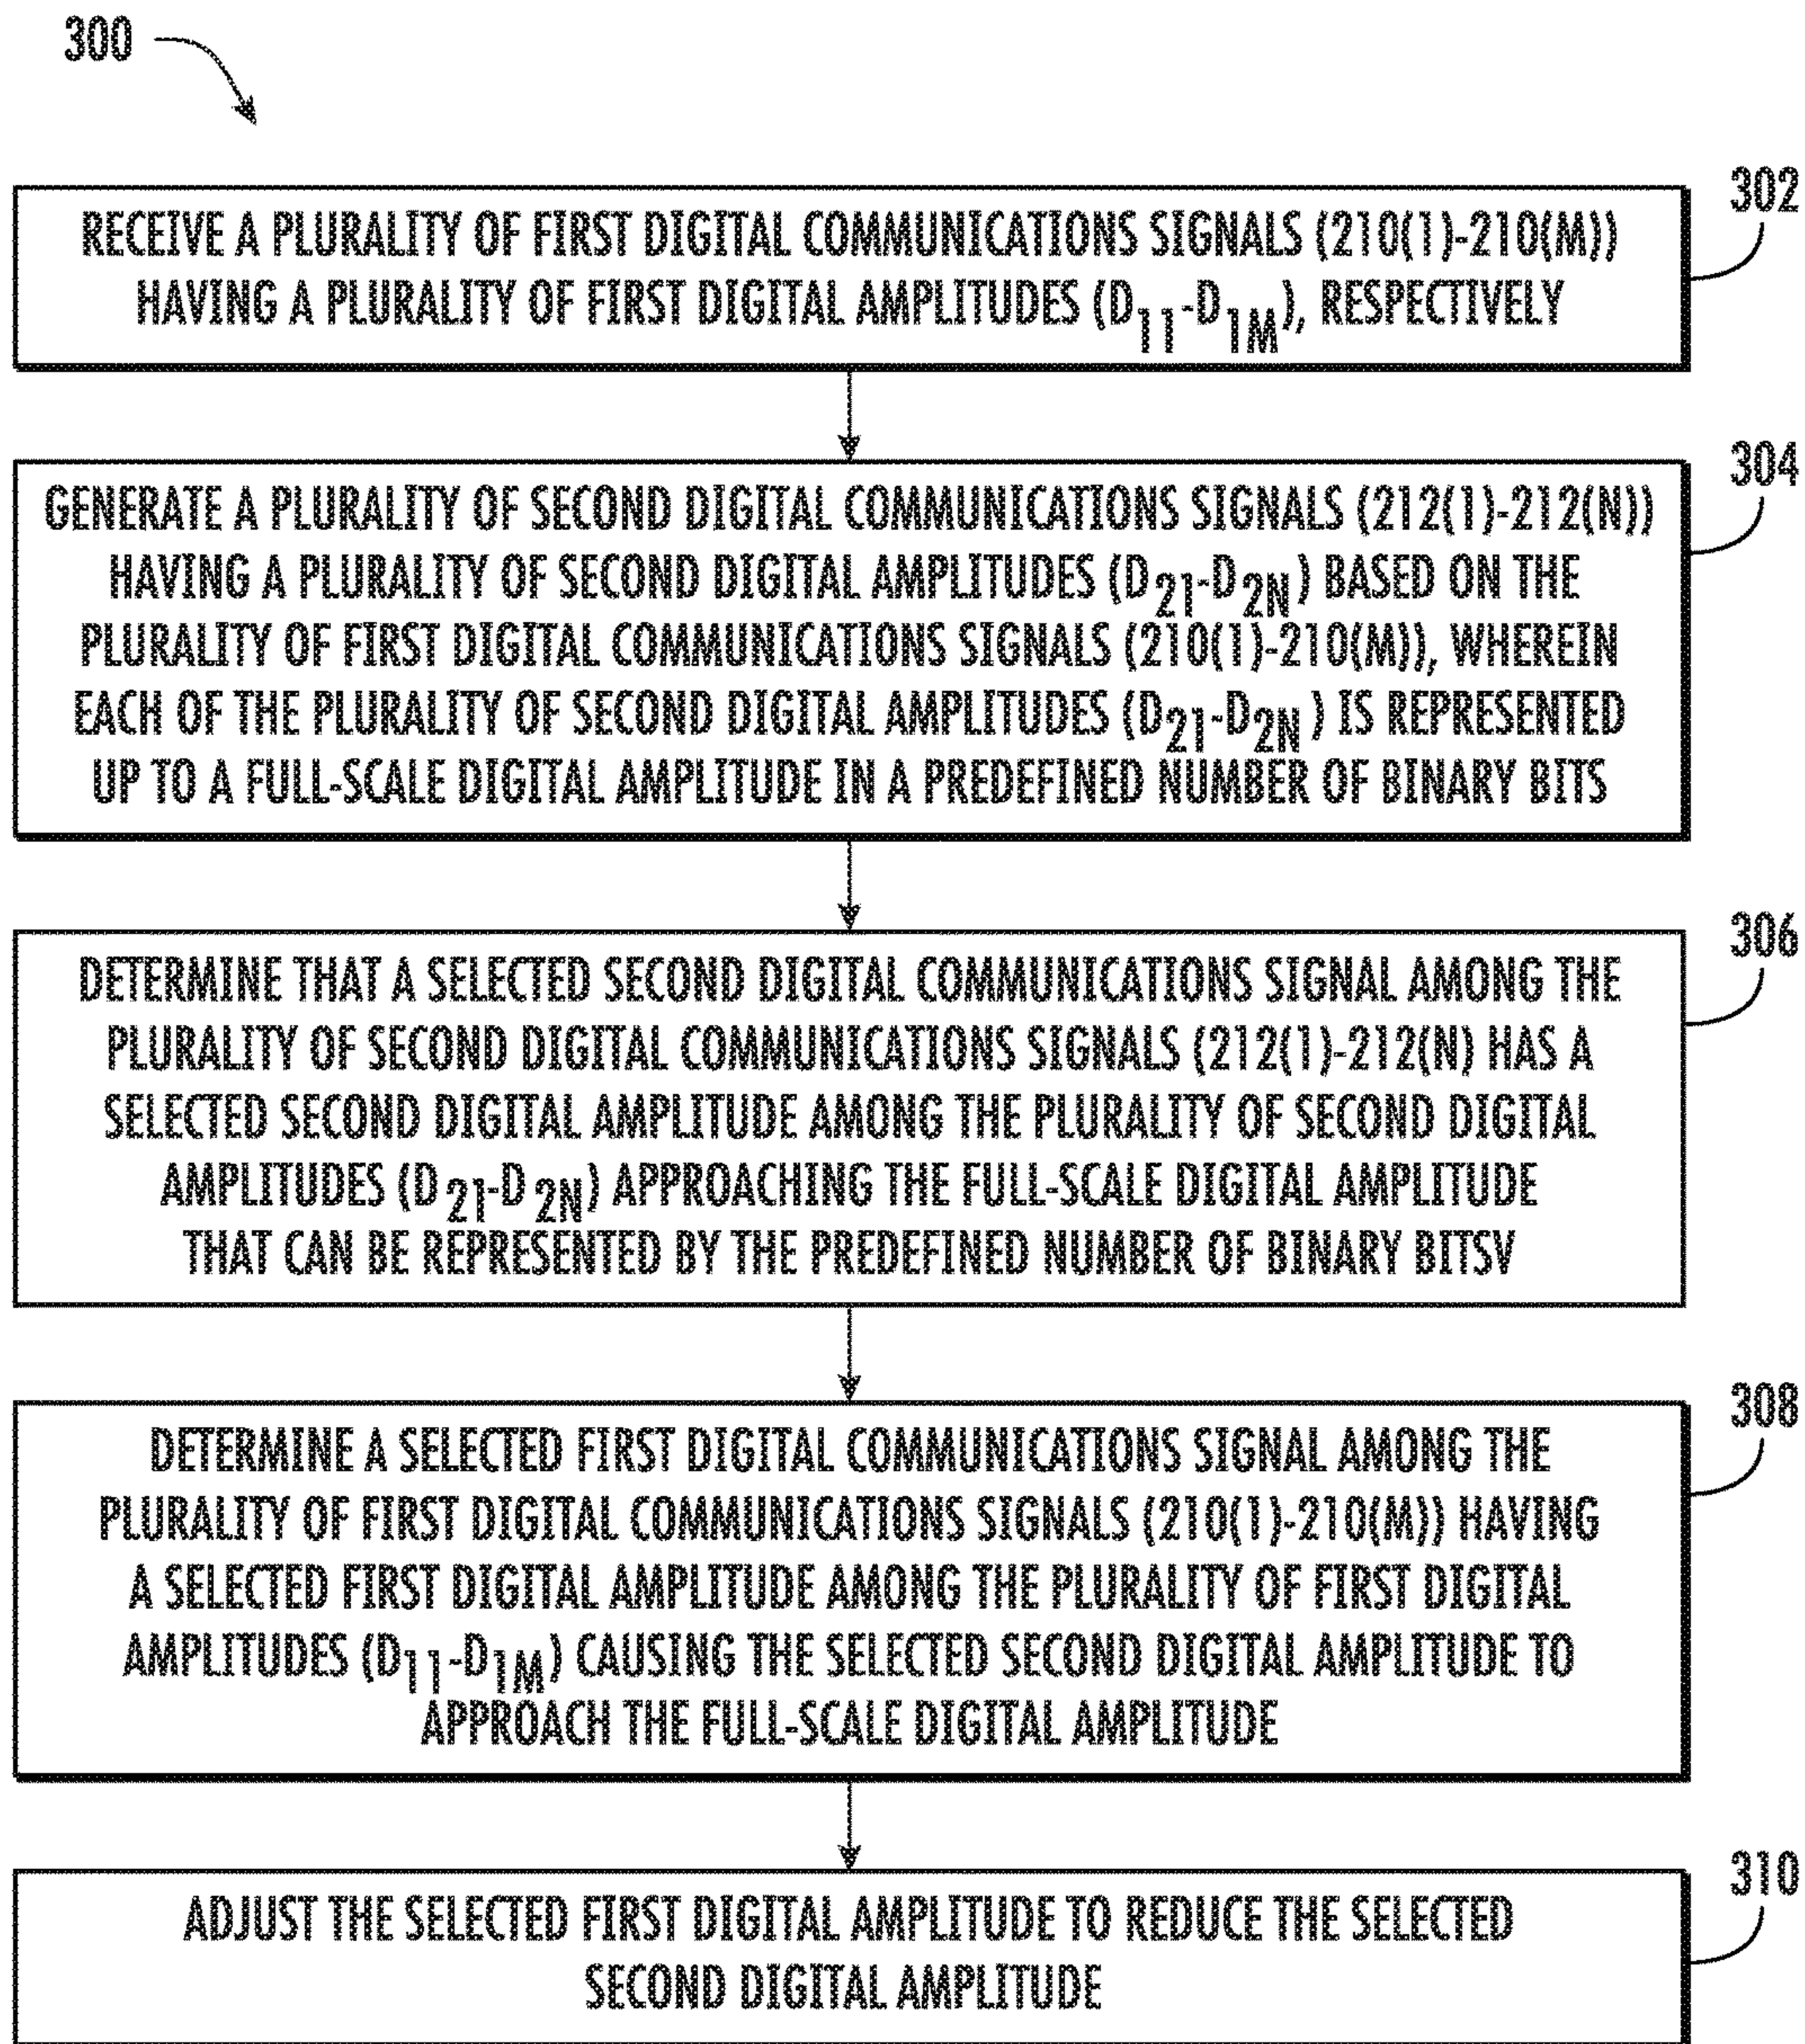 300
302
RECEIVE A PLURALITY OF FIRST DIGITAL COMMUNICATIONS SIGNALS (210(1)-210(M))
HAVING A PLURALITY OF FIRST DIGITAL AMPLITUDES (D11-D1M), RESPECTIVELY
304
GENERATE A PLURALITY OF SECOND DIGITAL COMMUNICATIONS SIGNALS (212(1)-212(N))
HAVING A PLURALITY OF SECOND DIGITAL AMPLITUDES (D21-D2N) BASED ON THE
PLURALITY OF FIRST DIGITAL COMMUNICATIONS SIGNALS (210(1)-210(M)), WHEREIN
EACH OF THE PLURALITY OF SECOND DIGITAL AMPLITUDES (D21-D2N) IS REPRESENTED
UP TO A FULL-SCALE DIGITAL AMPLITUDE IN A PREDEFINED NUMBER OF BINARY BITS
306
DETERMINE THAT A SELECTED SECOND DIGITAL COMMUNICATIONS SIGNAL AMONG THE
PLURALITY OF SECOND DIGITAL COMMUNICATIONS SIGNALS (212(1)-212(N) HAS A
SELECTED SECOND DIGITAL AMPLITUDE AMONG THE PLURALITY OF SECOND DIGITAL
AMPLITUDES (D21-D2N) APPROACHING THE FULL-SCALE DIGITAL AMPLITUDE
THAT CAN BE REPRESENTED BY THE PREDEFINED NUMBER OF BINARY BITSV
308
DETERMINE A SELECTED FIRST DIGITAL COMMUNICATIONS SIGNAL AMONG THE
PLURALITY OF FIRST DIGITAL COMMUNICATIONS SIGNALS (210(1)-210(M)) HAVING
A SELECTED FIRST DIGITAL AMPLITUDE AMONG THE PLURALITY OF FIRST DIGITAL
AMPLITUDES (D11-D1M) CAUSING THE SELECTED SECOND DIGITAL AMPLITUDE TO
APPROACH THE FULL-SCALE DIGITAL AMPLITUDE
310
ADJUST THE SELECTED FIRST DIGITAL AMPLITUDE TO REDUCE THE SELECTED
SECOND DIGITAL AMPLITUDE